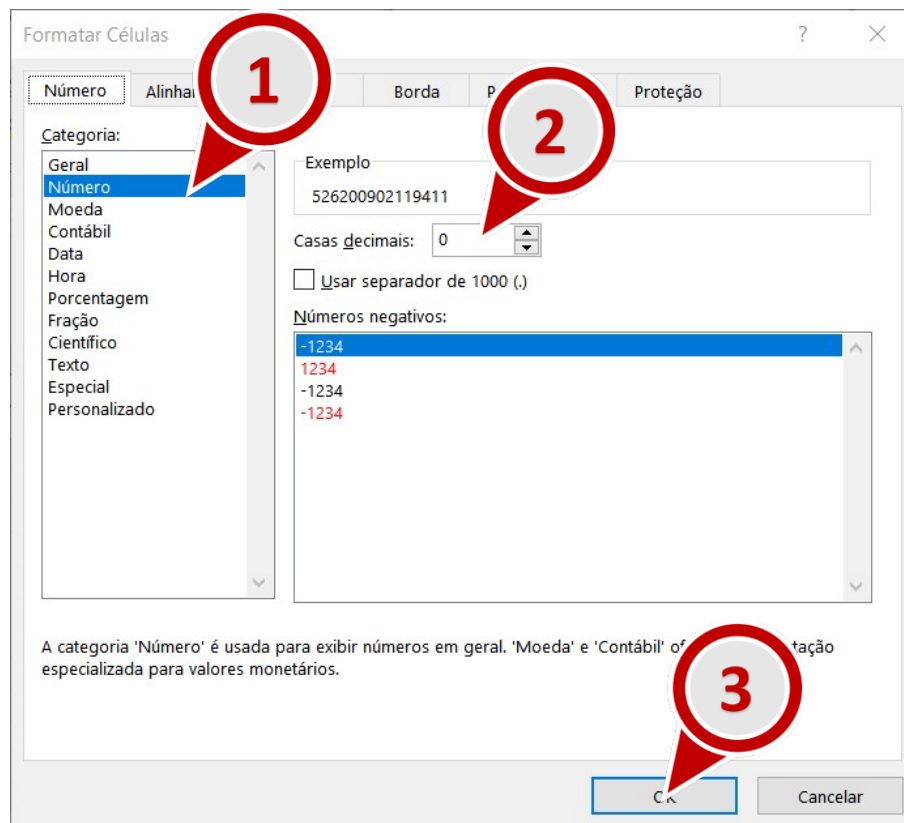 Formatar Células ? ×
Número Alinhar Borda P Proteção
1
2
Categoria:
Geral
Número
Moeda
Contábil
Data
Hora
Porcentagem
Fração
Científico
Texto
Especial
Personalizado
Exemplo
526200902119411
Casas decimais: 0
Usar separador de 1000 (.)
Números negativos:
-1234
1234
-1234
-1234
A categoria 'Número' é usada para exibir números em geral. 'Moeda' e 'Contábil' of tação
especializada para valores monetários.
3
OK Cancelar